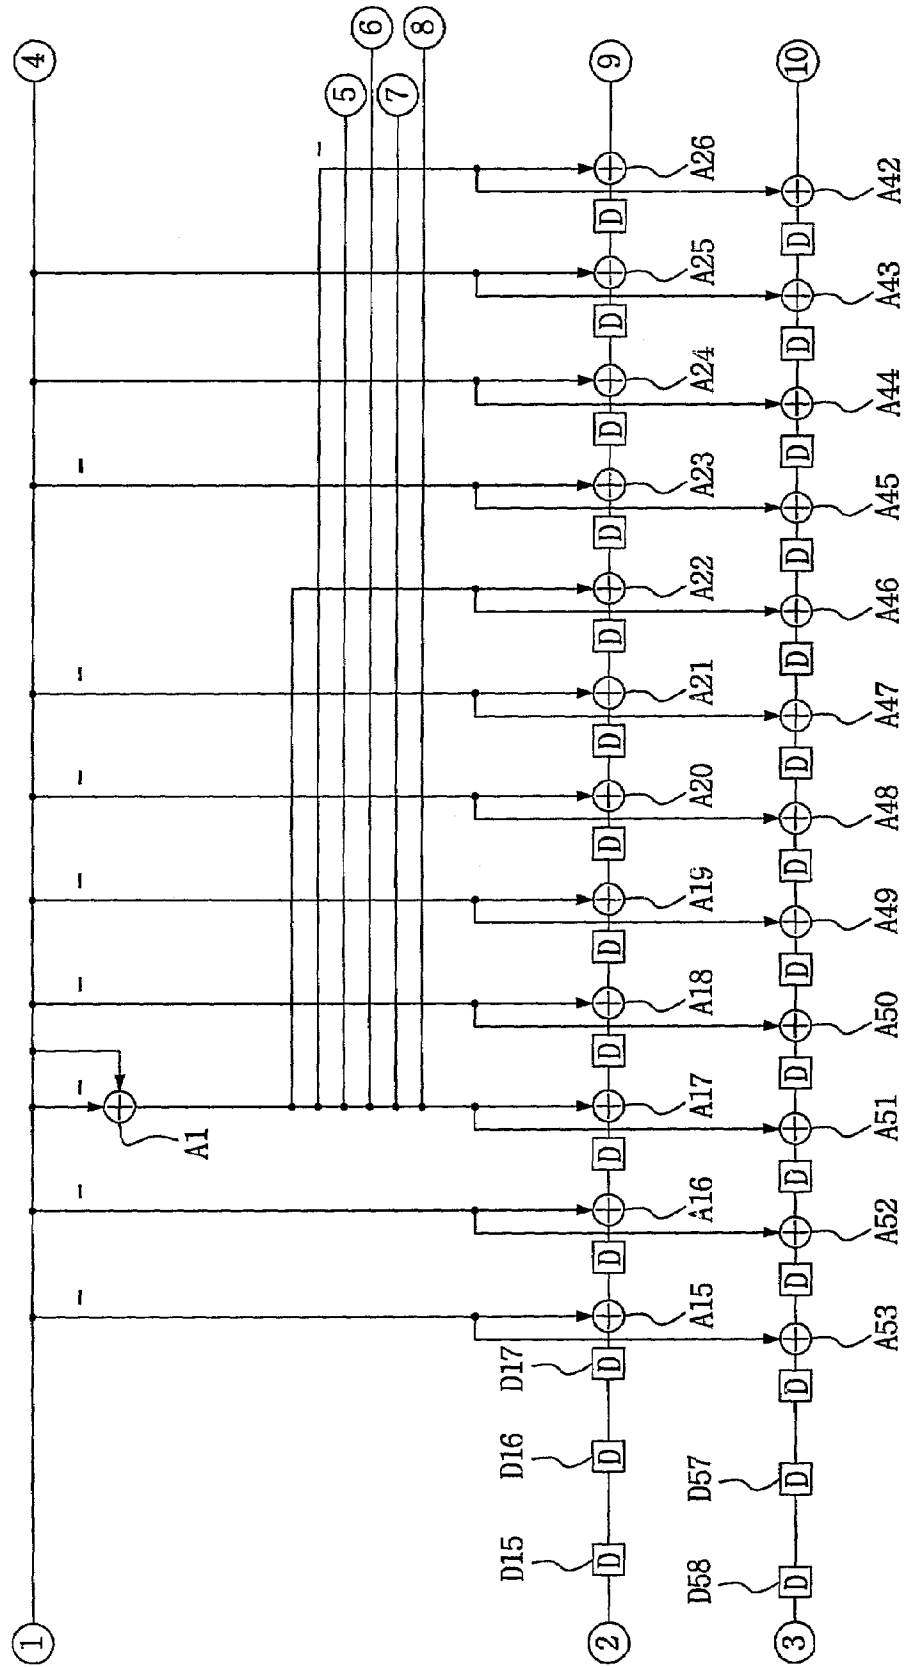 1 4
− − − − − − − −
A1
−
5
6
7
8
D15 D16 D17
2 D D D D D D D D D D D D D D 9
A15 A16 A17 A18 A19 A20 A21 A22 A23 A24 A25 A26
D58 D57
3 D D D D D D D D D D D D D D 10
A53 A52 A51 A50 A49 A48 A47 A46 A45 A44 A43 A42